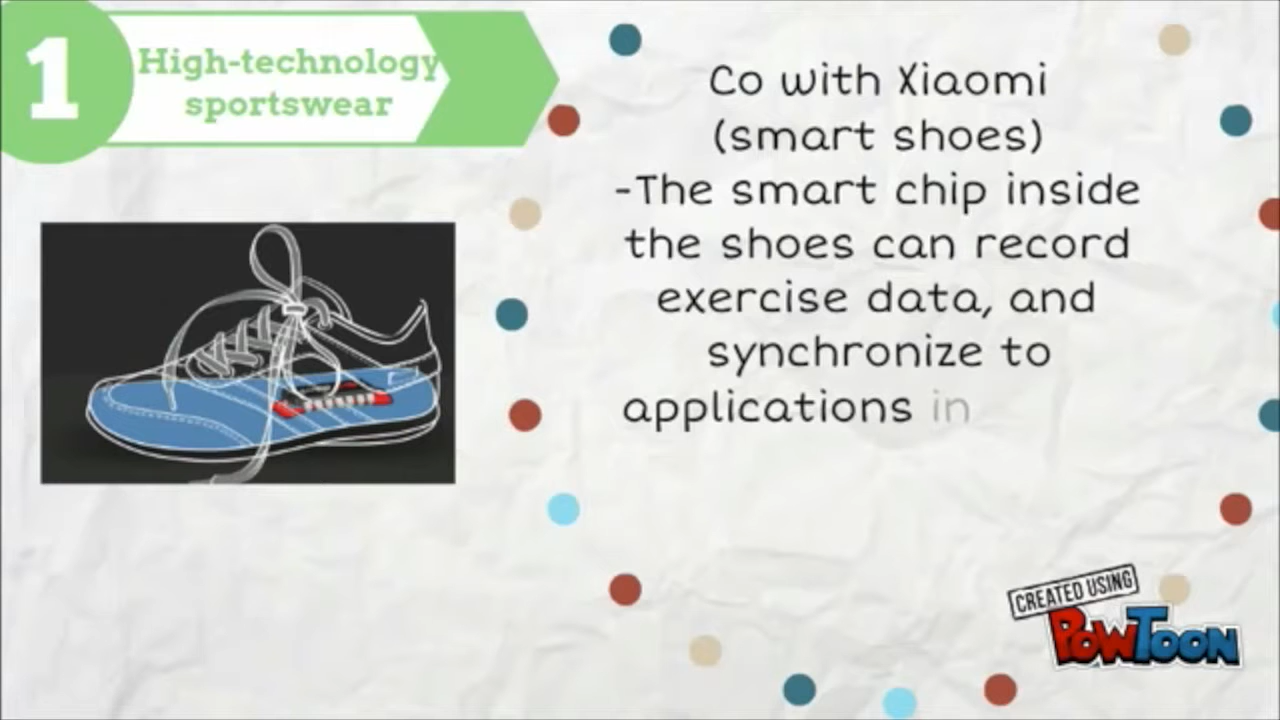 1
High-technology
sportswear
Co with Xiaomi
(smart shoes)
-The smart chip inside
the shoes can record
exercise data, and
synchronize to
applications in
CREATED USING
POWTOON